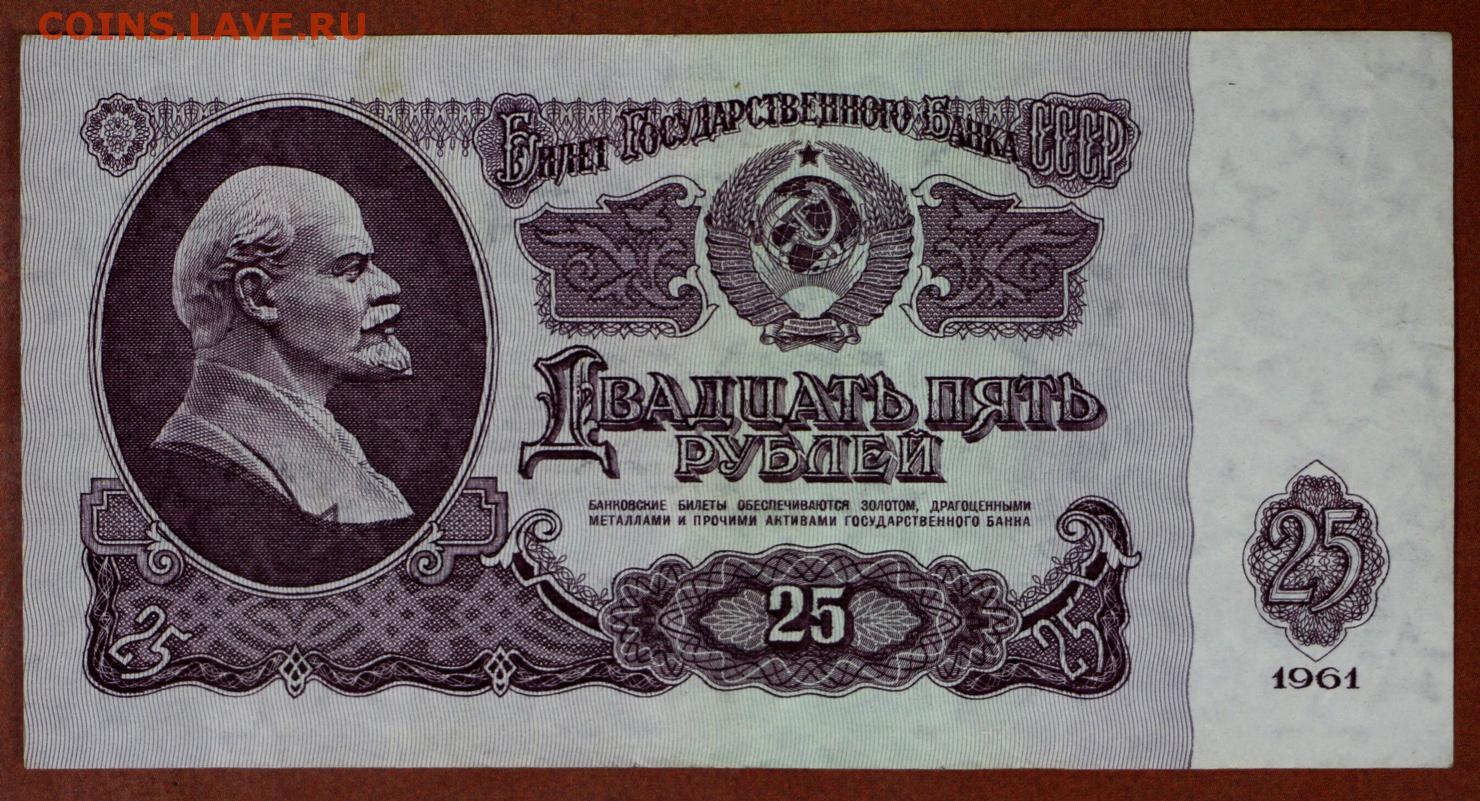 COINS.LAVE.RU
Билет Государственного Банка СССР
Двадцать пять
рублей
БАНКОВСКИЕ БИЛЕТЫ ОБЕСПЕЧИВАЮТСЯ ЗОЛОТОМ, ДРАГОЦЕННЫМИ
МЕТАЛЛАМИ И ПРОЧИМИ АКТИВАМИ ГОСУДАРСТВЕННОГО БАНКА
25
25
25
25
1961